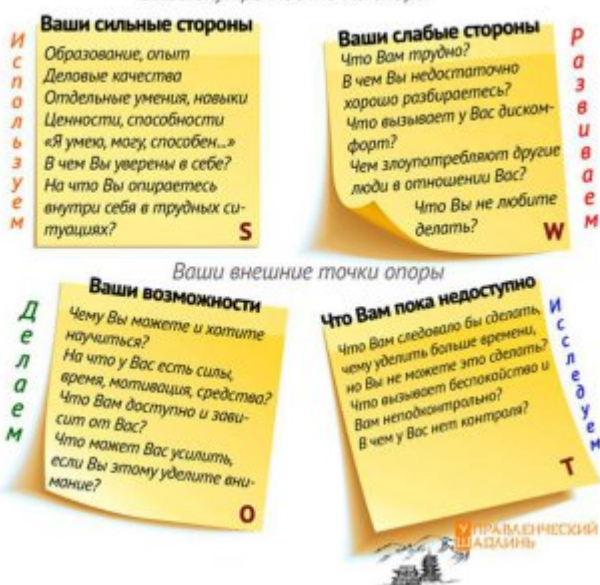 Ваши сильные стороны
Образование, опыт
Деловые качества
Отдельные умения, навыки
Ценности, способности
«Я умею, могу, способен...»
В чем Вы уверены в себе?
На что Вы опираетесь
внутри себя в трудных си-
туациях?
S
Используем
Ваши слабые стороны
Что Вам трудно?
В чем Вы недостаточно
хорошо разбираетесь?
Что вызывает у Вас диском-
форт?
Чем злоупотребляют другие
люди в отношении Вас?
Что Вы не любите
делать?
W
Развиваем
Ваши внешние точки опоры
Ваши возможности
Чему Вы можете и хотите
научиться?
На что у Вас есть силы,
время, мотивация, средства?
Что Вам доступно и зави-
сит от Вас?
Что может Вас усилить,
если Вы этому уделите вни-
мание?
O
Делаем
Что Вам пока недоступно
Что Вам следовало бы сделать,
чему уделить больше времени,
но Вы не можете это сделать?
Что вызывает беспокойство и
Вам неподконтрольно?
В чем у Вас нет контроля?
T
Исследуем
УПРАВЛЕНЧЕСКИЙ
ШАОЛИНЬ